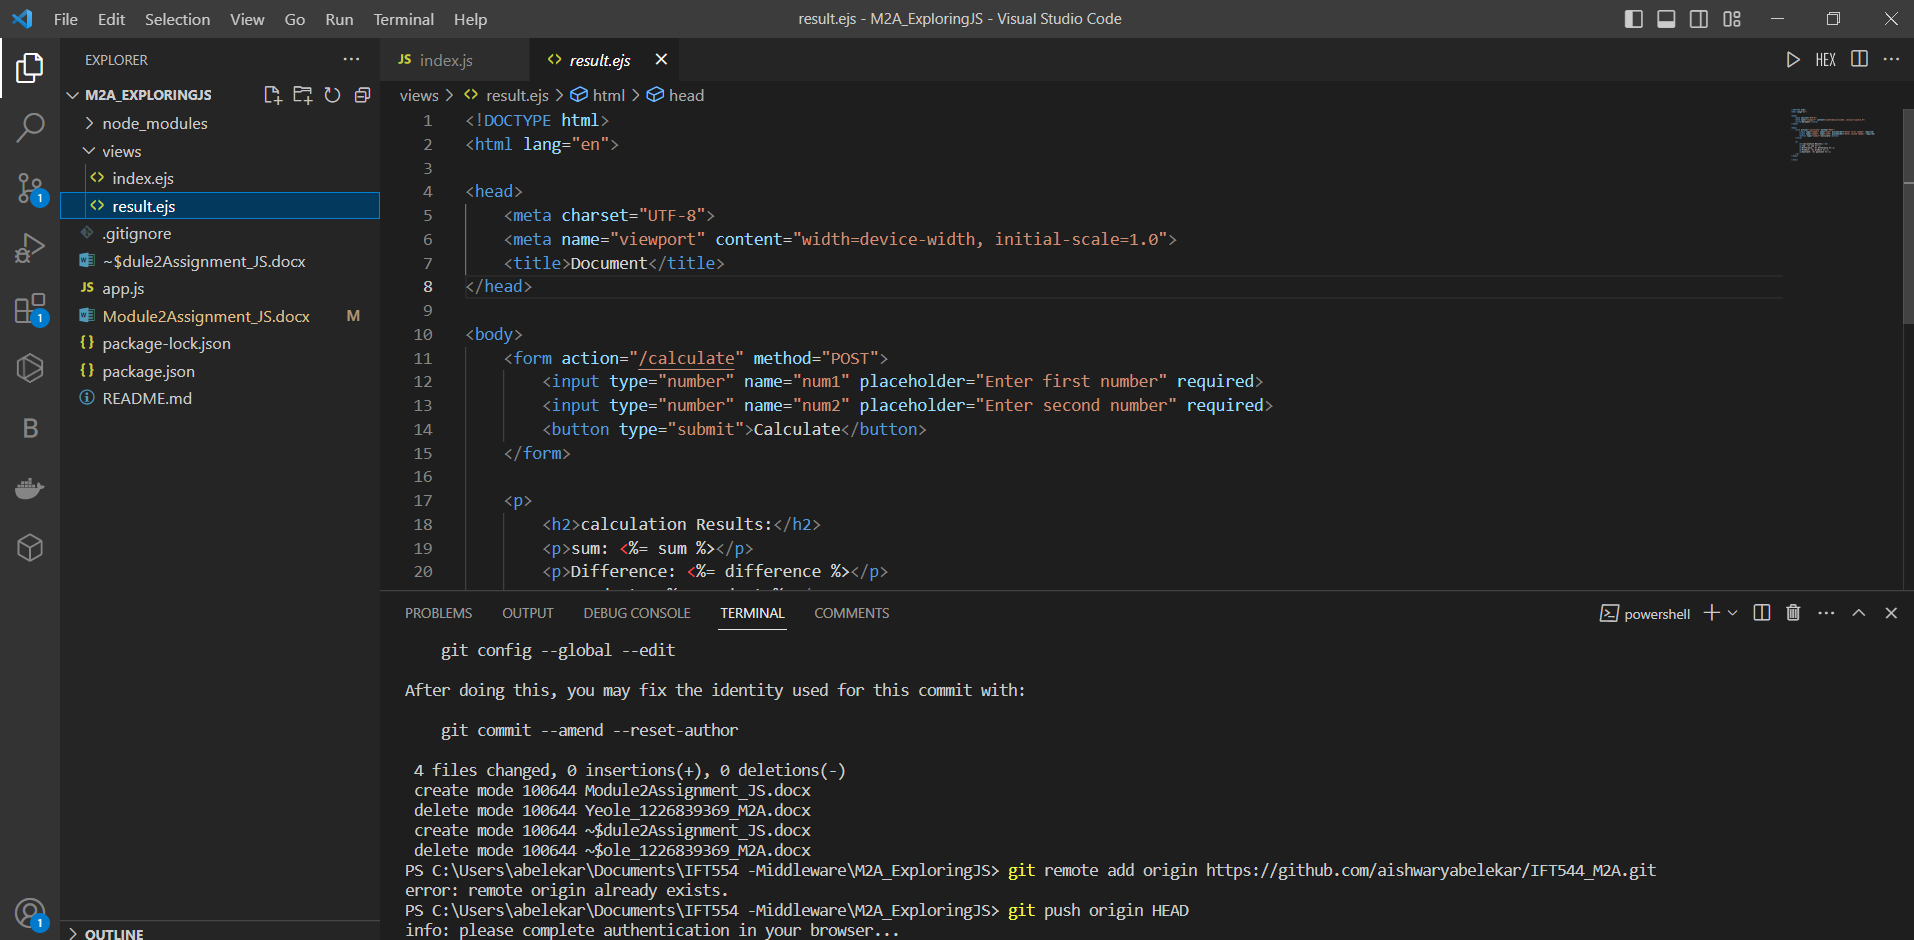 File Edit Selection View Go Run Terminal Help
result.ejs - M2A_ExploringJS - Visual Studio Code
EXPLORER
M2A_EXPLORINGJS
node_modules
views
index.ejs
result.ejs
.gitignore
~$dule2Assignment_JS.docx
JS app.js
Module2Assignment_JS.docx M
{} package-lock.json
{} package.json
README.md
OUTLINE
1
1
B
1
JS index.js
<> result.ejs
HEX
views > <> result.ejs > html > head
1 <!DOCTYPE html>
2 <html lang="en">
3
4 <head>
5 <meta charset="UTF-8">
6 <meta name="viewport" content="width=device-width, initial-scale=1.0">
7 <title>Document</title>
8 </head>
9
10 <body>
11 <form action="/calculate" method="POST">
12 <input type="number" name="num1" placeholder="Enter first number" required>
13 <input type="number" name="num2" placeholder="Enter second number" required>
14 <button type="submit">Calculate</button>
15 </form>
16
17 <p>
18 <h2>calculation Results:</h2>
19 <p>sum: <%= sum %></p>
20 <p>Difference: <%= difference %></p>
PROBLEMS OUTPUT DEBUG CONSOLE TERMINAL COMMENTS
powershell
git config --global --edit
After doing this, you may fix the identity used for this commit with:
git commit --amend --reset-author
4 files changed, 0 insertions(+), 0 deletions(-)
create mode 100644 Module2Assignment_JS.docx
delete mode 100644 Yeole_1226839369_M2A.docx
create mode 100644 ~$dule2Assignment_JS.docx
delete mode 100644 ~$ole_1226839369_M2A.docx
PS C:\Users\abelekar\Documents\IFT554 -Middleware\M2A_ExploringJS> git remote add origin https://github.com/aishwaryabelekar/IFT544_M2A.git
error: remote origin already exists.
PS C:\Users\abelekar\Documents\IFT554 -Middleware\M2A_ExploringJS> git push origin HEAD
info: please complete authentication in your browser...